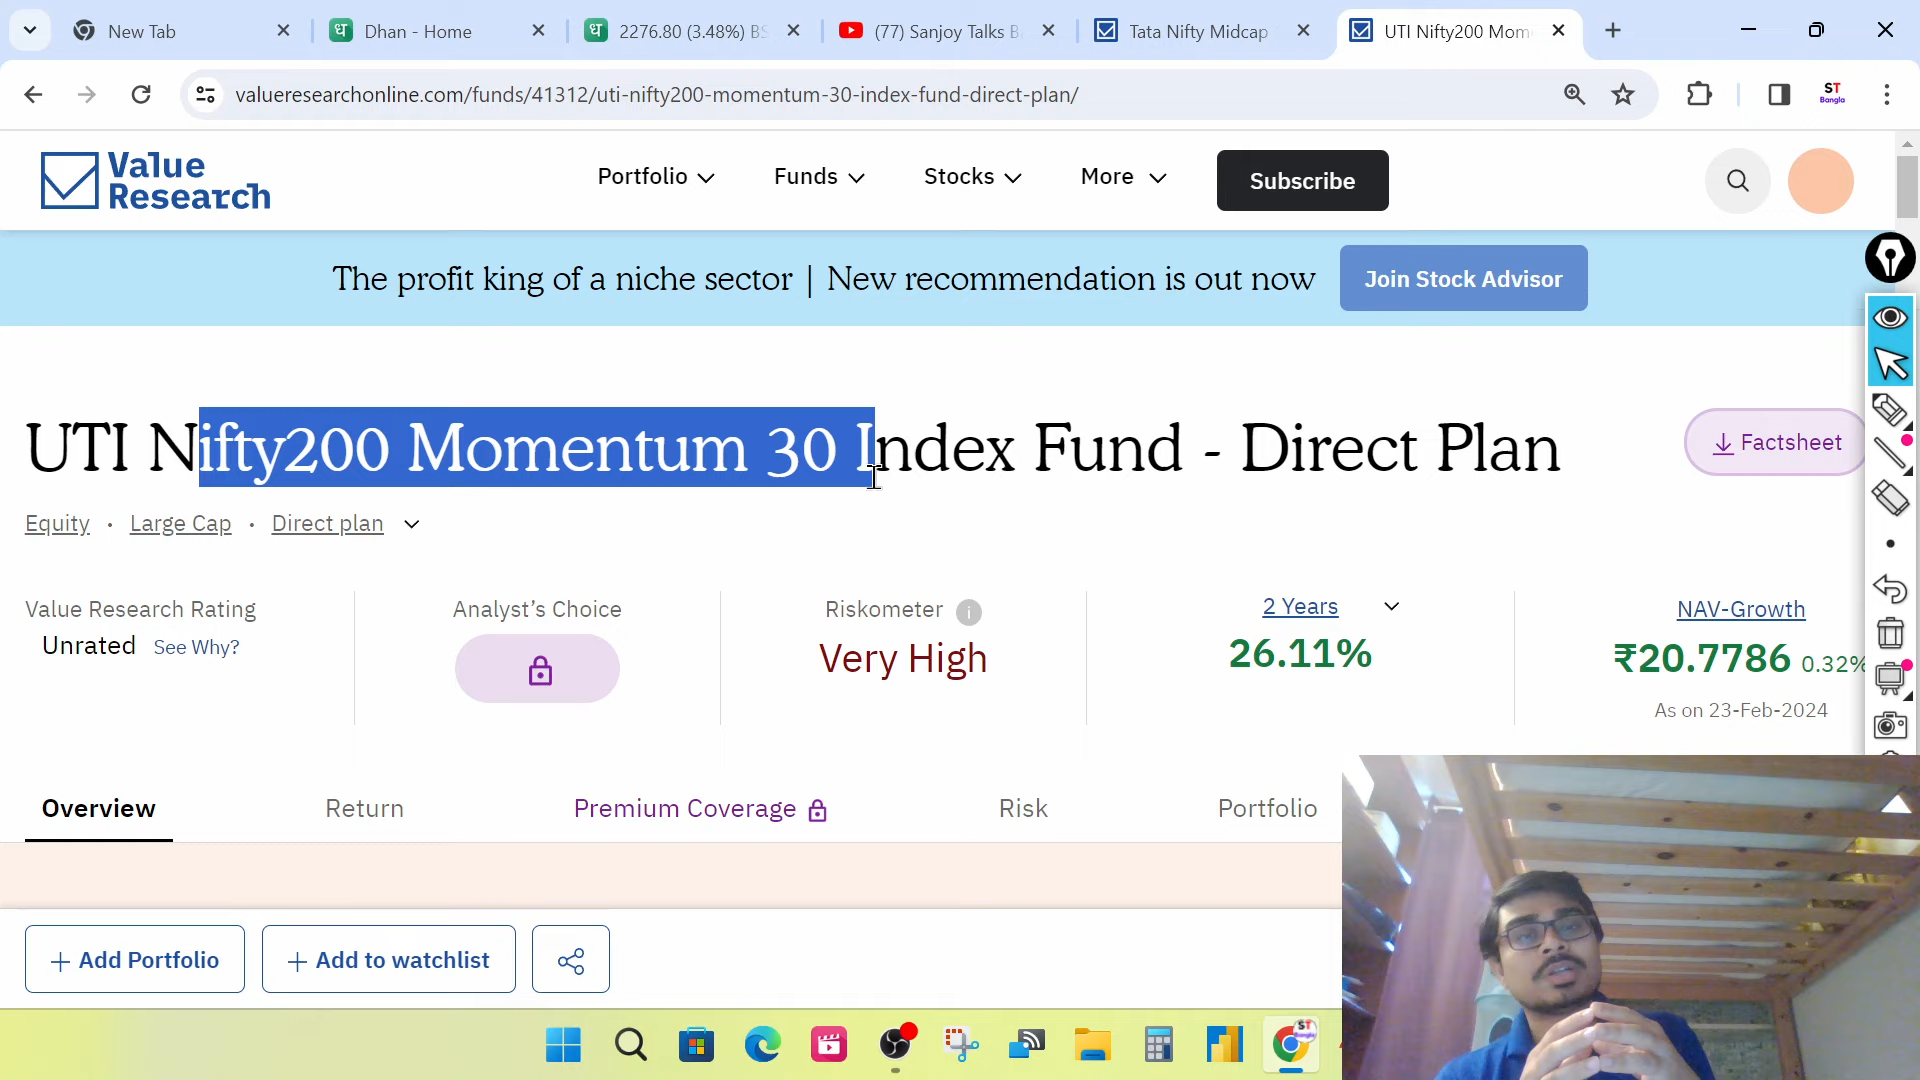 New Tab
Dhan - Home
2276.80 (3.48%) BS
(77) Sanjoy Talks B
Tata Nifty Midcap
UTI Nifty200 Mom
valueresearchonline.com/funds/41312/uti-nifty200-momentum-30-index-fund-direct-plan/
ST
Bangla
Value
Research
Portfolio
Funds
Stocks
More
Subscribe
The profit king of a niche sector | New recommendation is out now
Join Stock Advisor
UTI Nifty200 Momentum 30 Index Fund - Direct Plan
Factsheet
Equity · Large Cap · Direct plan
Value Research Rating
Unrated See Why?
Analyst's Choice
Riskometer
Very High
2 Years
26.11%
NAV-Growth
₹20.7786 0.32%
As on 23-Feb-2024
Overview
Return
Premium Coverage
Risk
Portfolio
+ Add Portfolio
+ Add to watchlist
ST